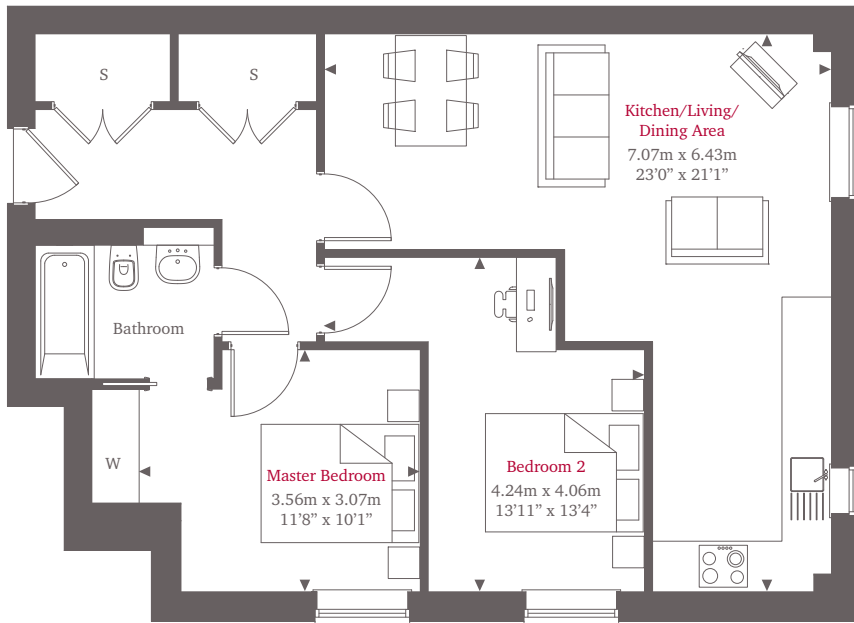 S
S
Kitchen/Living/
Dining Area
7.07m x 6.43m
23’0” x 21’1”
Bathroom
W
Master Bedroom
3.56m x 3.07m
11’8” x 10’1”
Bedroom 2
4.24m x 4.06m
13’11” x 13’4”